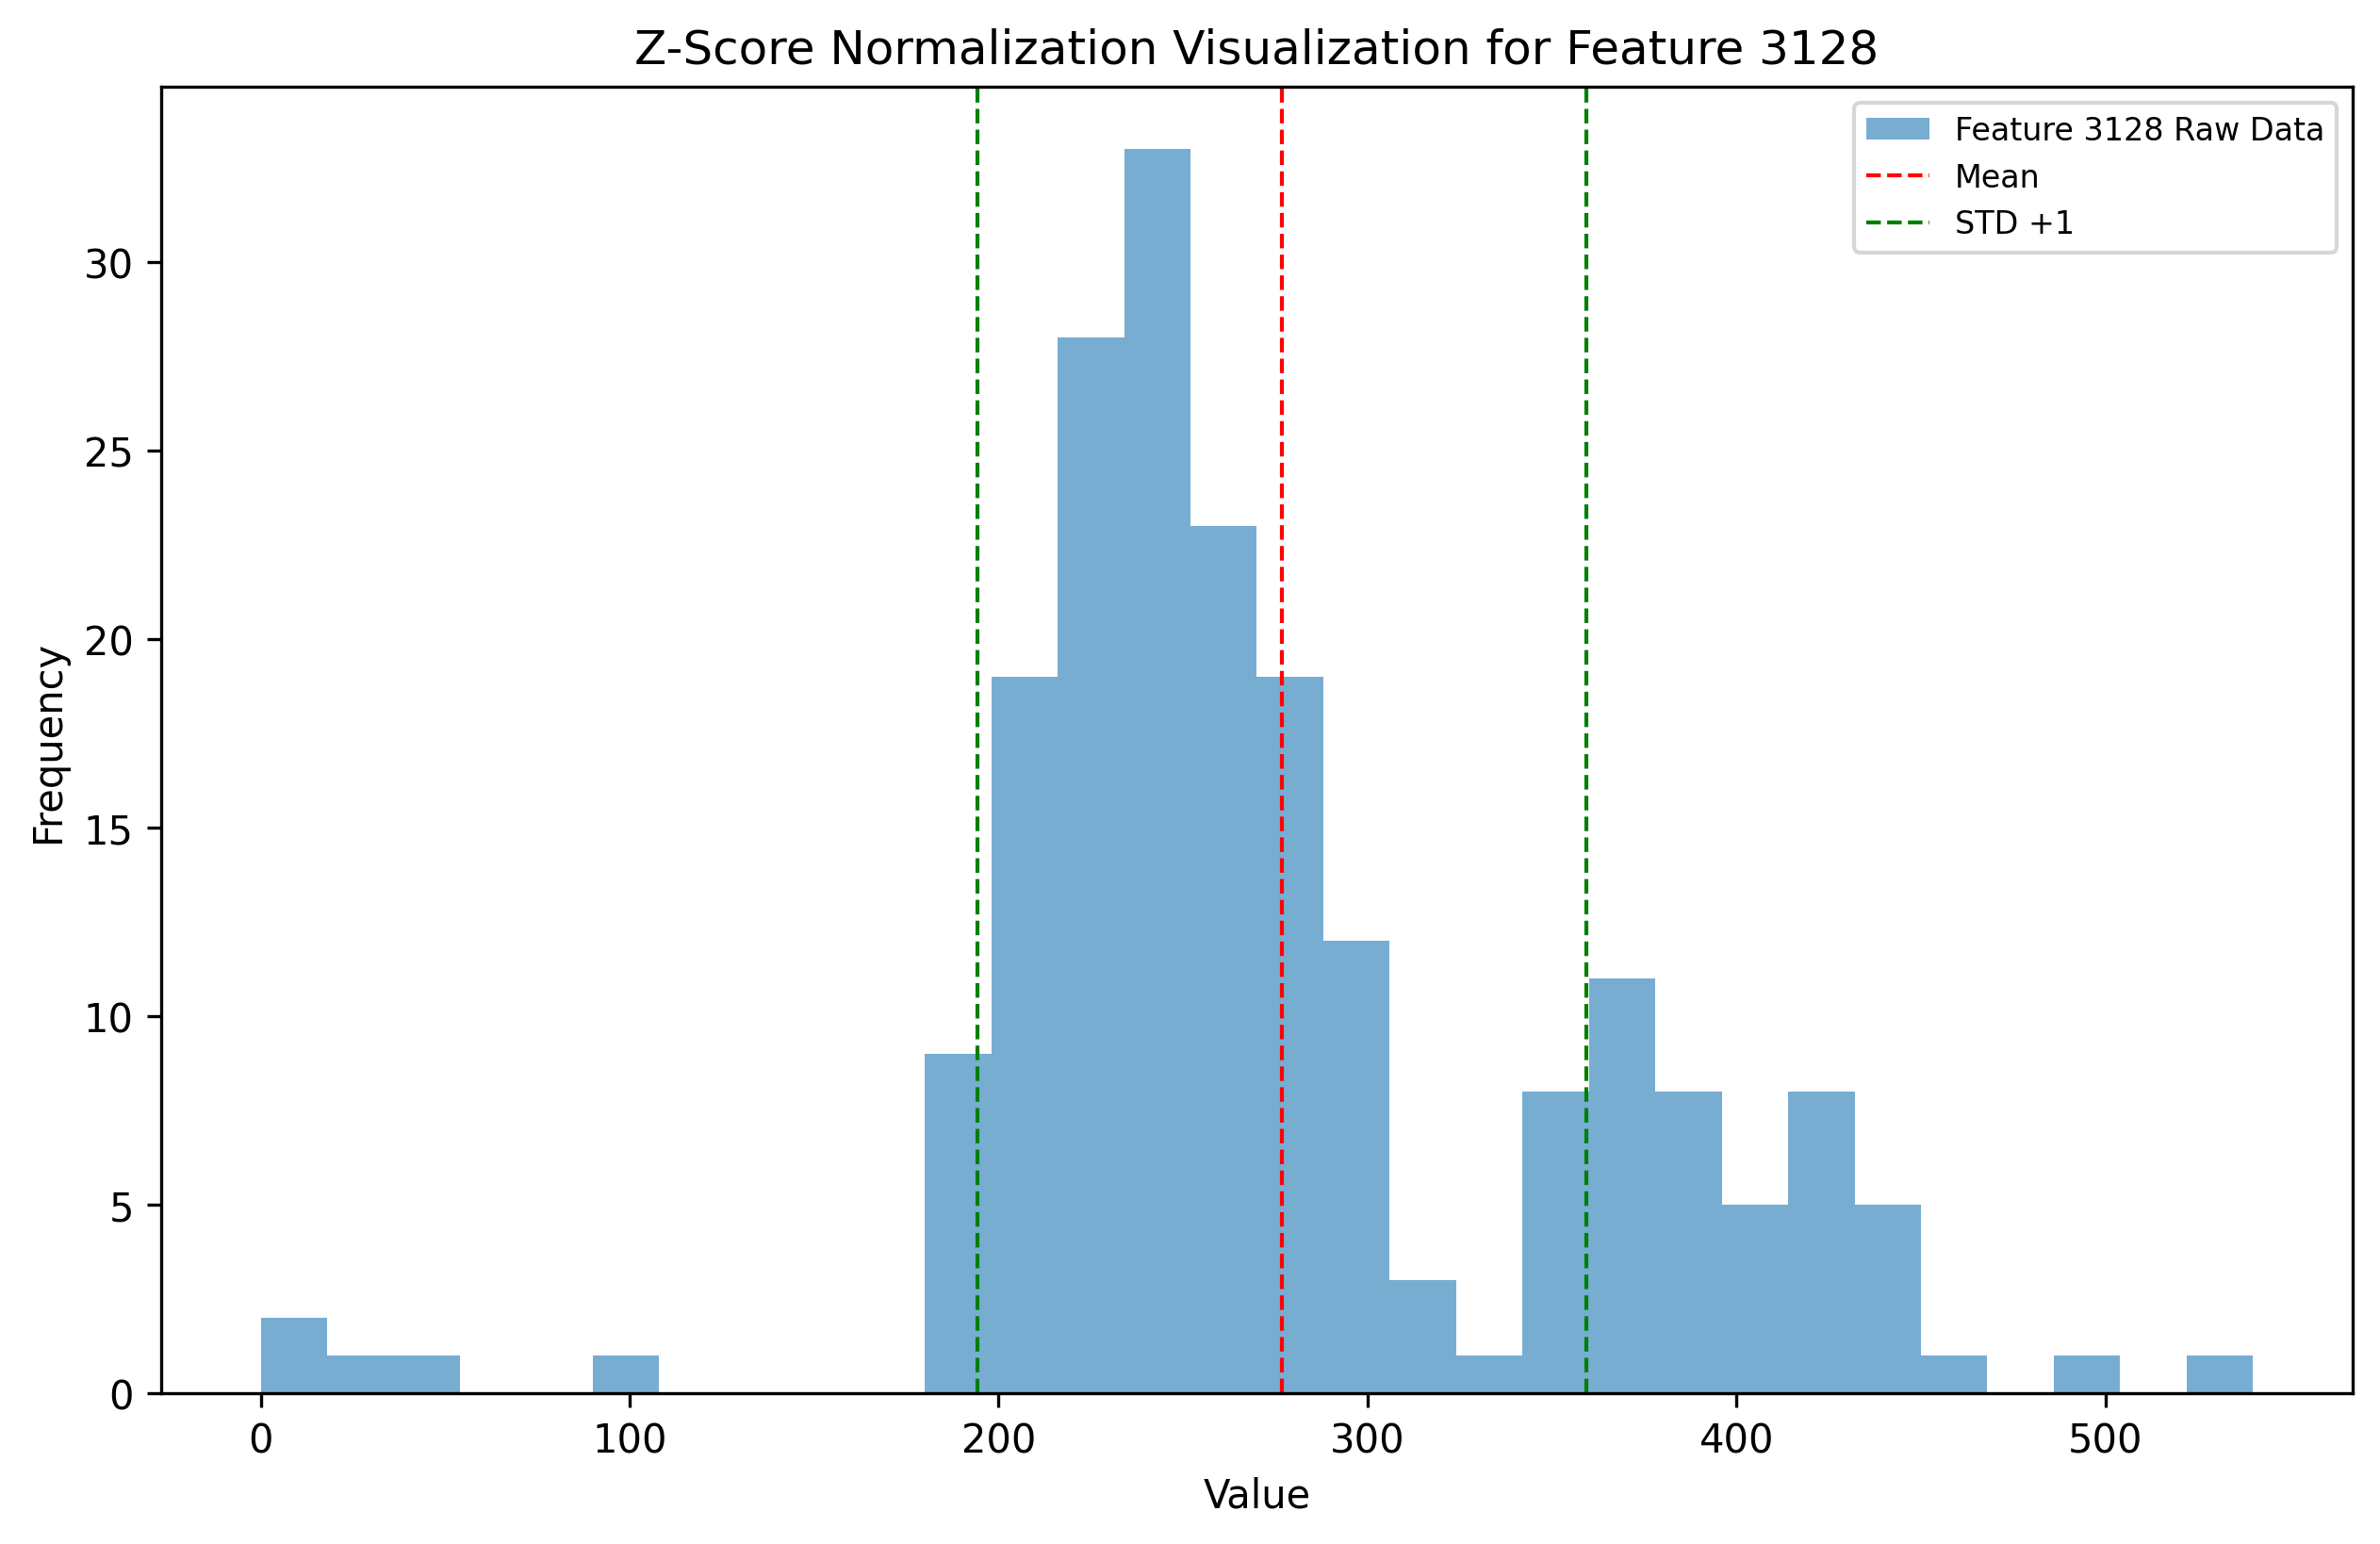 Z-Score Normalization Visualization for Feature 3128
Feature 3128 Raw Data
Mean
STD +1
Frequency
30
25
20
15
10
5
0
0 100 200 300 400 500
Value